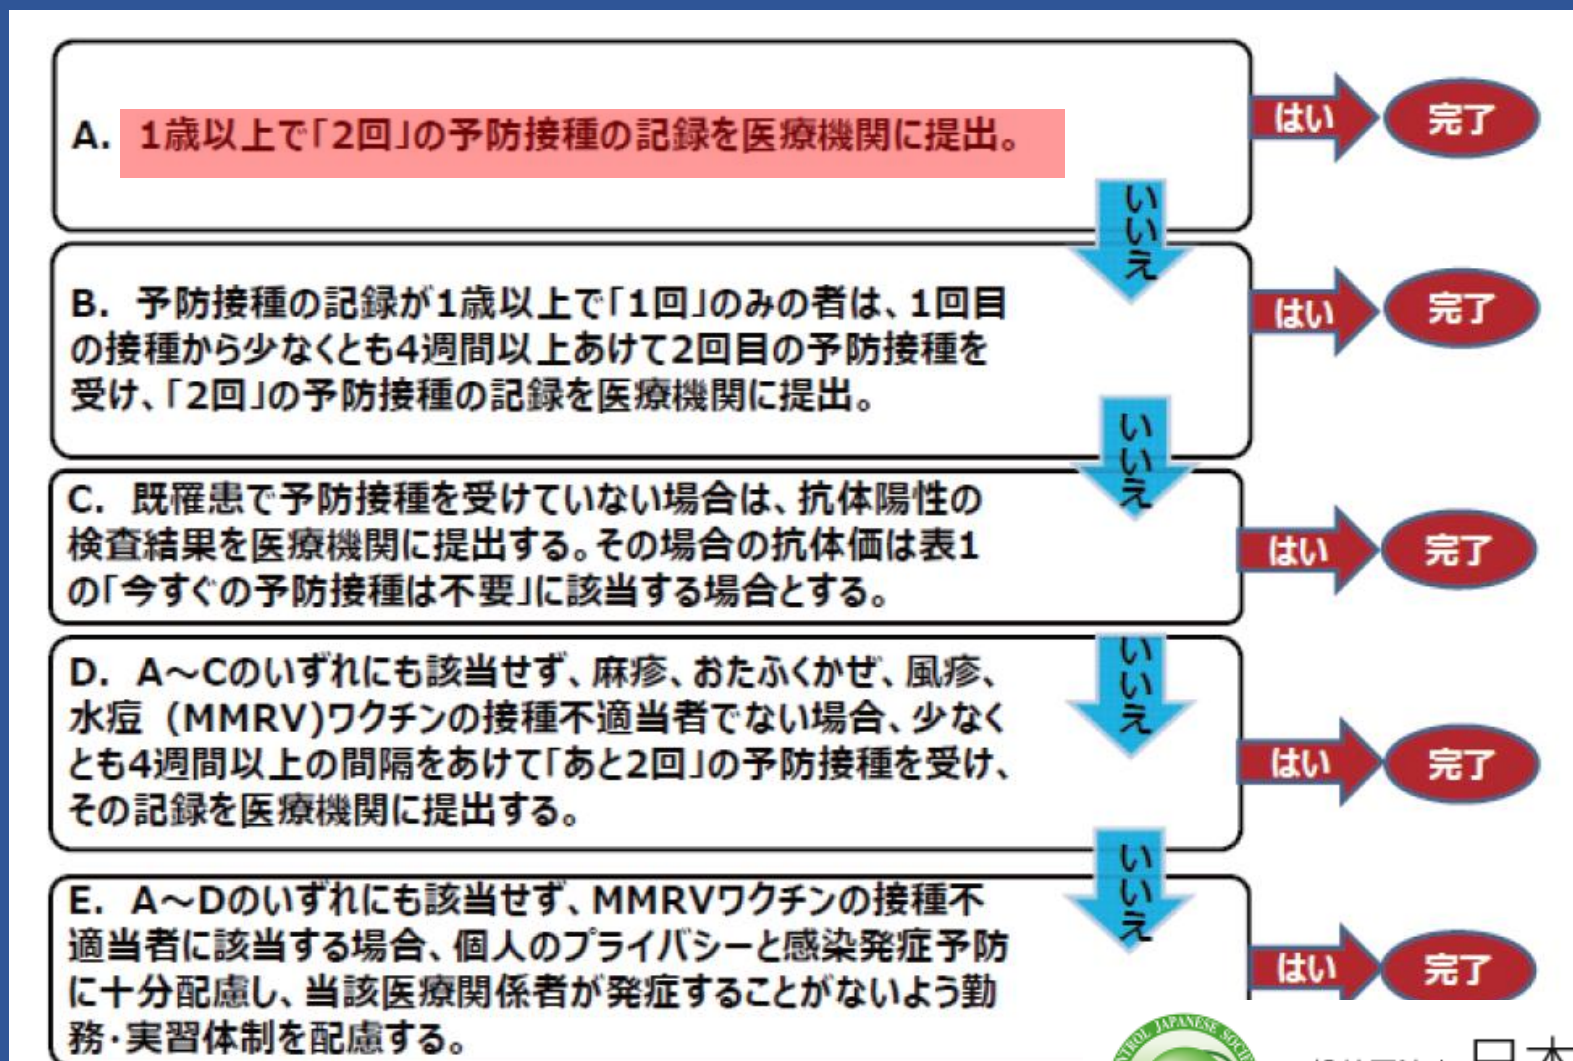 A. 1歳以上で「2回」の予防接種の記録を医療機関に提出。
はい
完了
いいえ
B. 予防接種の記録が1歳以上で「1回」のみの者は、1回目
の接種から少なくとも4週間以上あけて2回目の予防接種を
受け、「2回」の予防接種の記録を医療機関に提出。
はい
完了
いいえ
C. 既罹患で予防接種を受けていない場合は、抗体陽性の
検査結果を医療機関に提出する。その場合の抗体価は表1
の「今すぐの予防接種は不要」に該当する場合とする。
はい
完了
いいえ
D. A～Cのいずれにも該当せず、麻疹、おたふくかぜ、風疹、
水痘 (MMRV)ワクチンの接種不適当者でない場合、少なく
とも4週間以上の間隔をあけて「あと2回」の予防接種を受け、
その記録を医療機関に提出する。
はい
完了
いいえ
E. A～Dのいずれにも該当せず、MMRVワクチンの接種不
適当者に該当する場合、個人のプライバシーと感染発症予防
に十分配慮し、当該医療関係者が発症することがないよう勤
務・実習体制を配慮する。
はい
完了
JAPANESE
日本